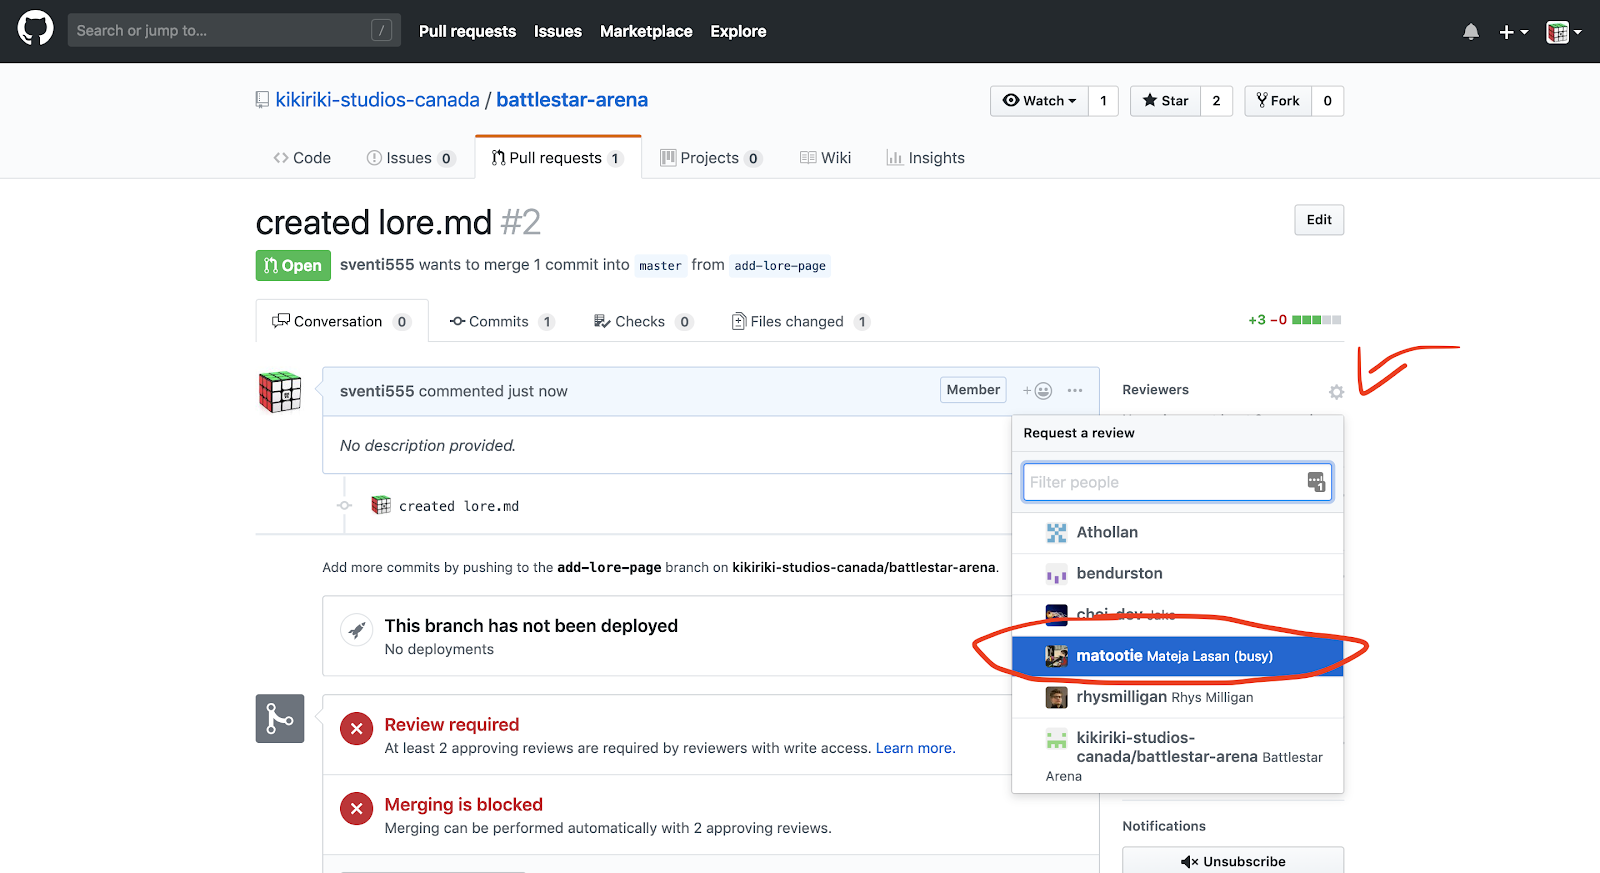 Search or jump to... /
Pull requests Issues Marketplace Explore
kikiriki-studios-canada / battlestar-arena
Watch 1 Star 2 Fork 0
Code Issues 0 Pull requests 1 Projects 0 Wiki Insights
created lore.md #2
Edit
Open sventi555 wants to merge 1 commit into master from add-lore-page
Conversation 0 Commits 1 Checks 0 Files changed 1
+3 −0
sventi555 commented just now Member
No description provided.
created lore.md
Add more commits by pushing to the add-lore-page branch on kikiriki-studios-canada/battlestar-arena.
This branch has not been deployed
No deployments
Review required
At least 2 approving reviews are required by reviewers with write access. Learn more.
Merging is blocked
Merging can be performed automatically with 2 approving reviews.
Reviewers
Request a review
Filter people
1
Athollan
bendurston
choi-dev Jake
matootie Mateja Lasan (busy)
rhysmilligan Rhys Milligan
kikiriki-studios-
canada/battlestar-arena Battlestar
Arena
Notifications
Unsubscribe